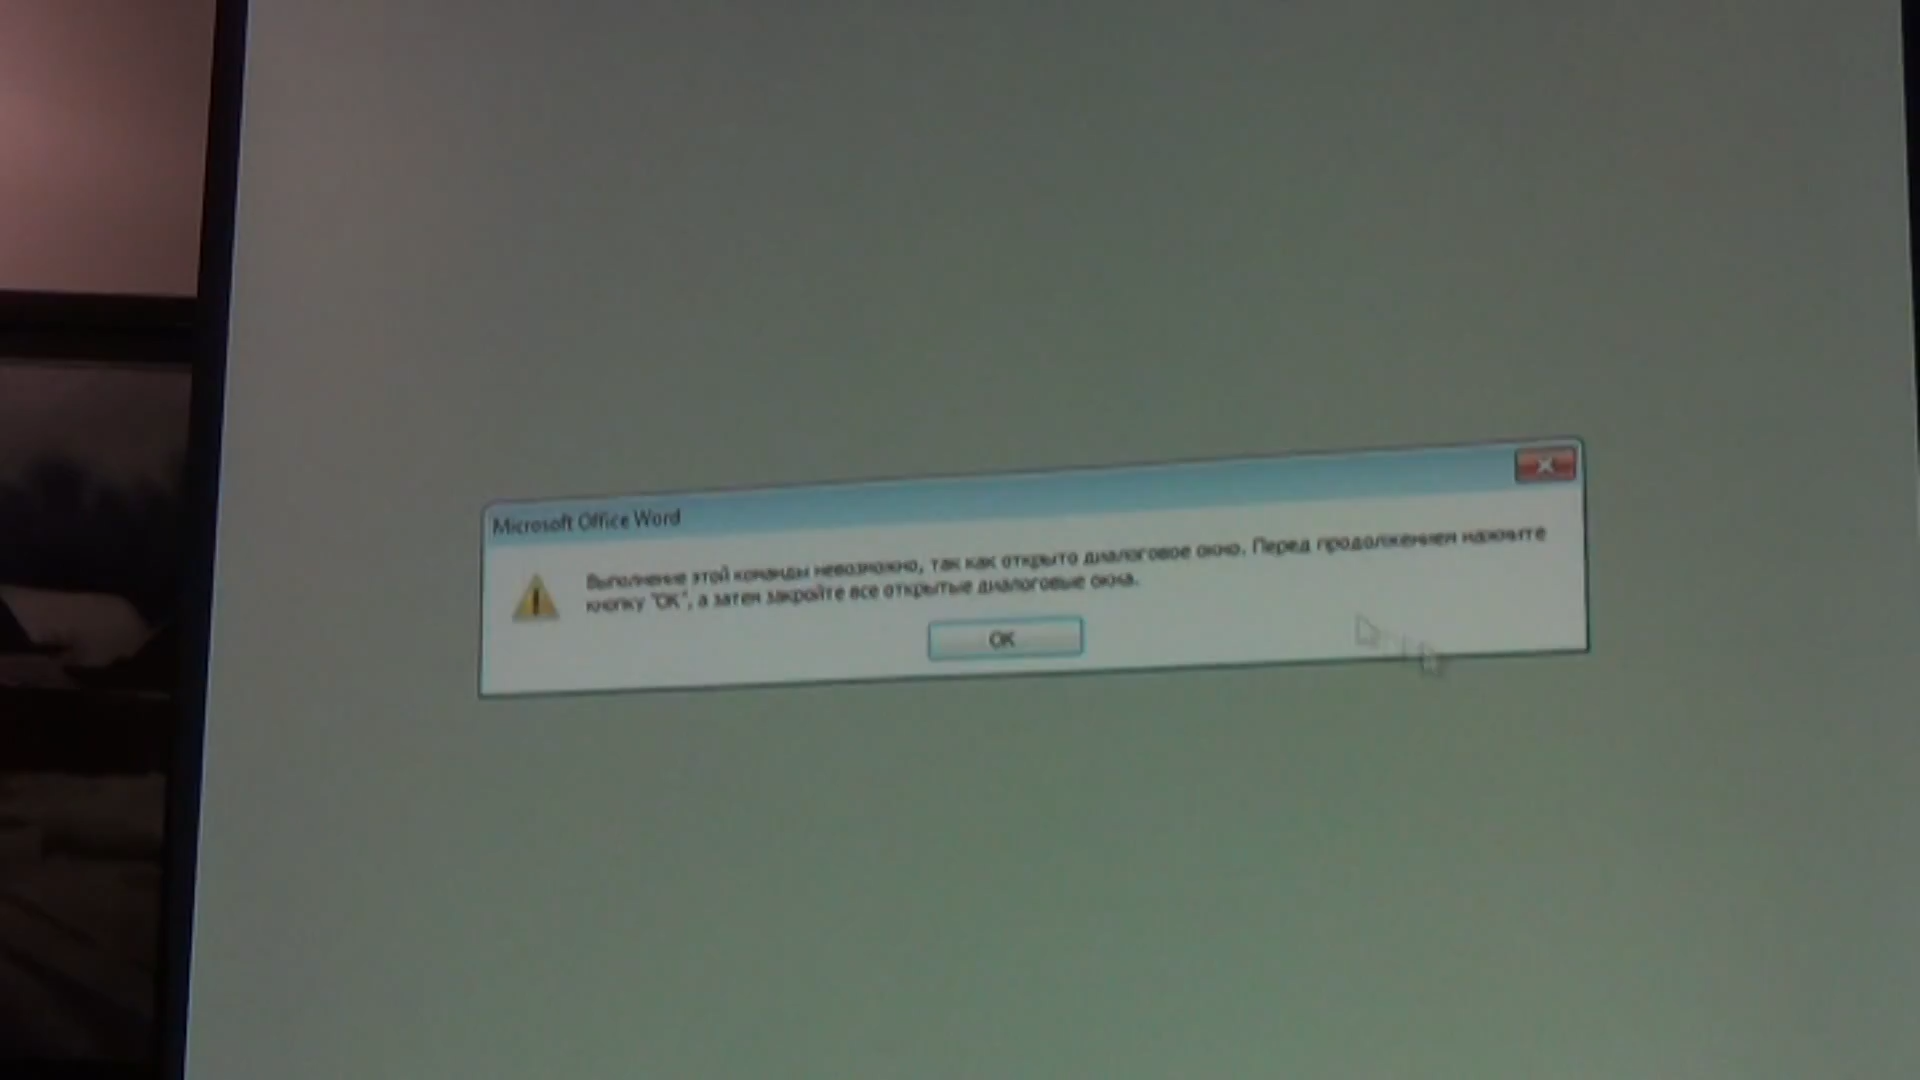 Microsoft Office Word
Выполнение этой команды невозможно, так как открыто диалоговое окно. Перед продолжением нажмите
кнопку "ОК", а затем закройте все открытые диалоговые окна.
ОК